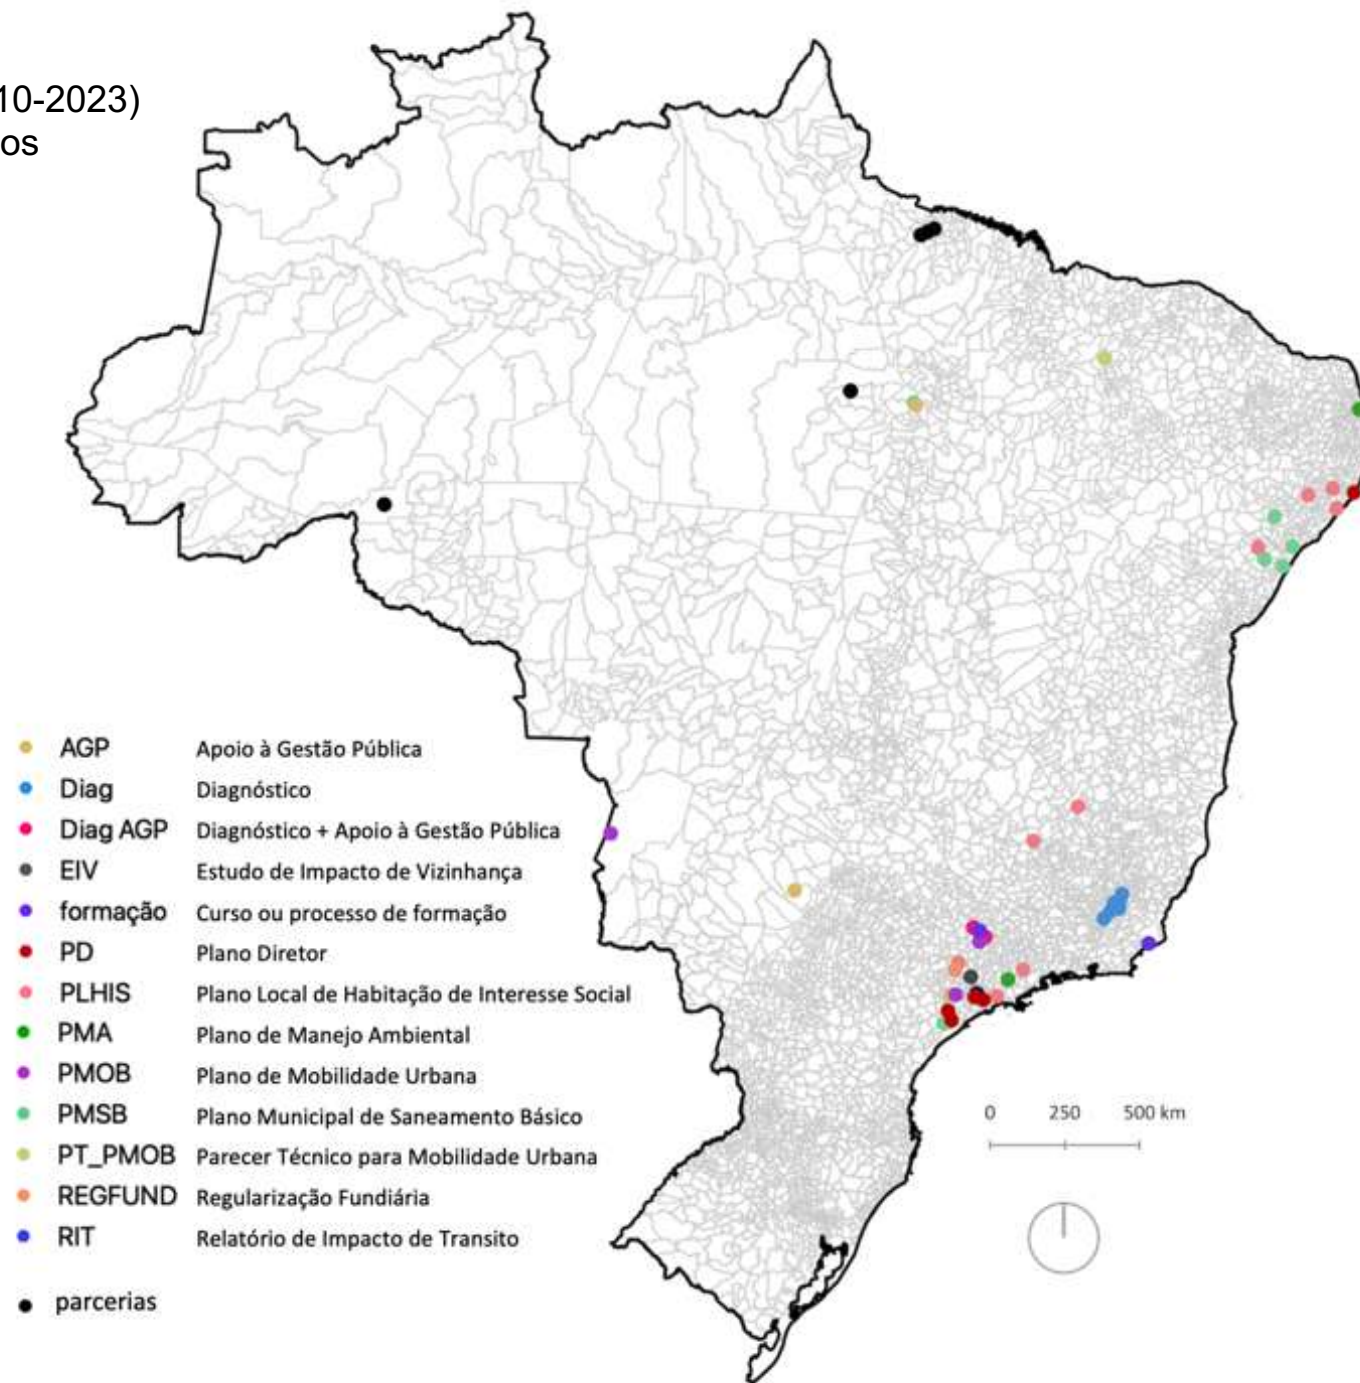 10-2023)
os
AGP Apoio à Gestão Pública
Diag Diagnóstico
Diag AGP Diagnóstico + Apoio à Gestão Pública
EIV Estudo de Impacto de Vizinhança
formação Curso ou processo de formação
PD Plano Diretor
PLHIS Plano Local de Habitação de Interesse Social
PMA Plano de Manejo Ambiental
PMOB Plano de Mobilidade Urbana
PMSB Plano Municipal de Saneamento Básico
PT_PMOB Parecer Técnico para Mobilidade Urbana
REGFUND Regularização Fundiária
RIT Relatório de Impacto de Transito
parcerias
0 250 500 km